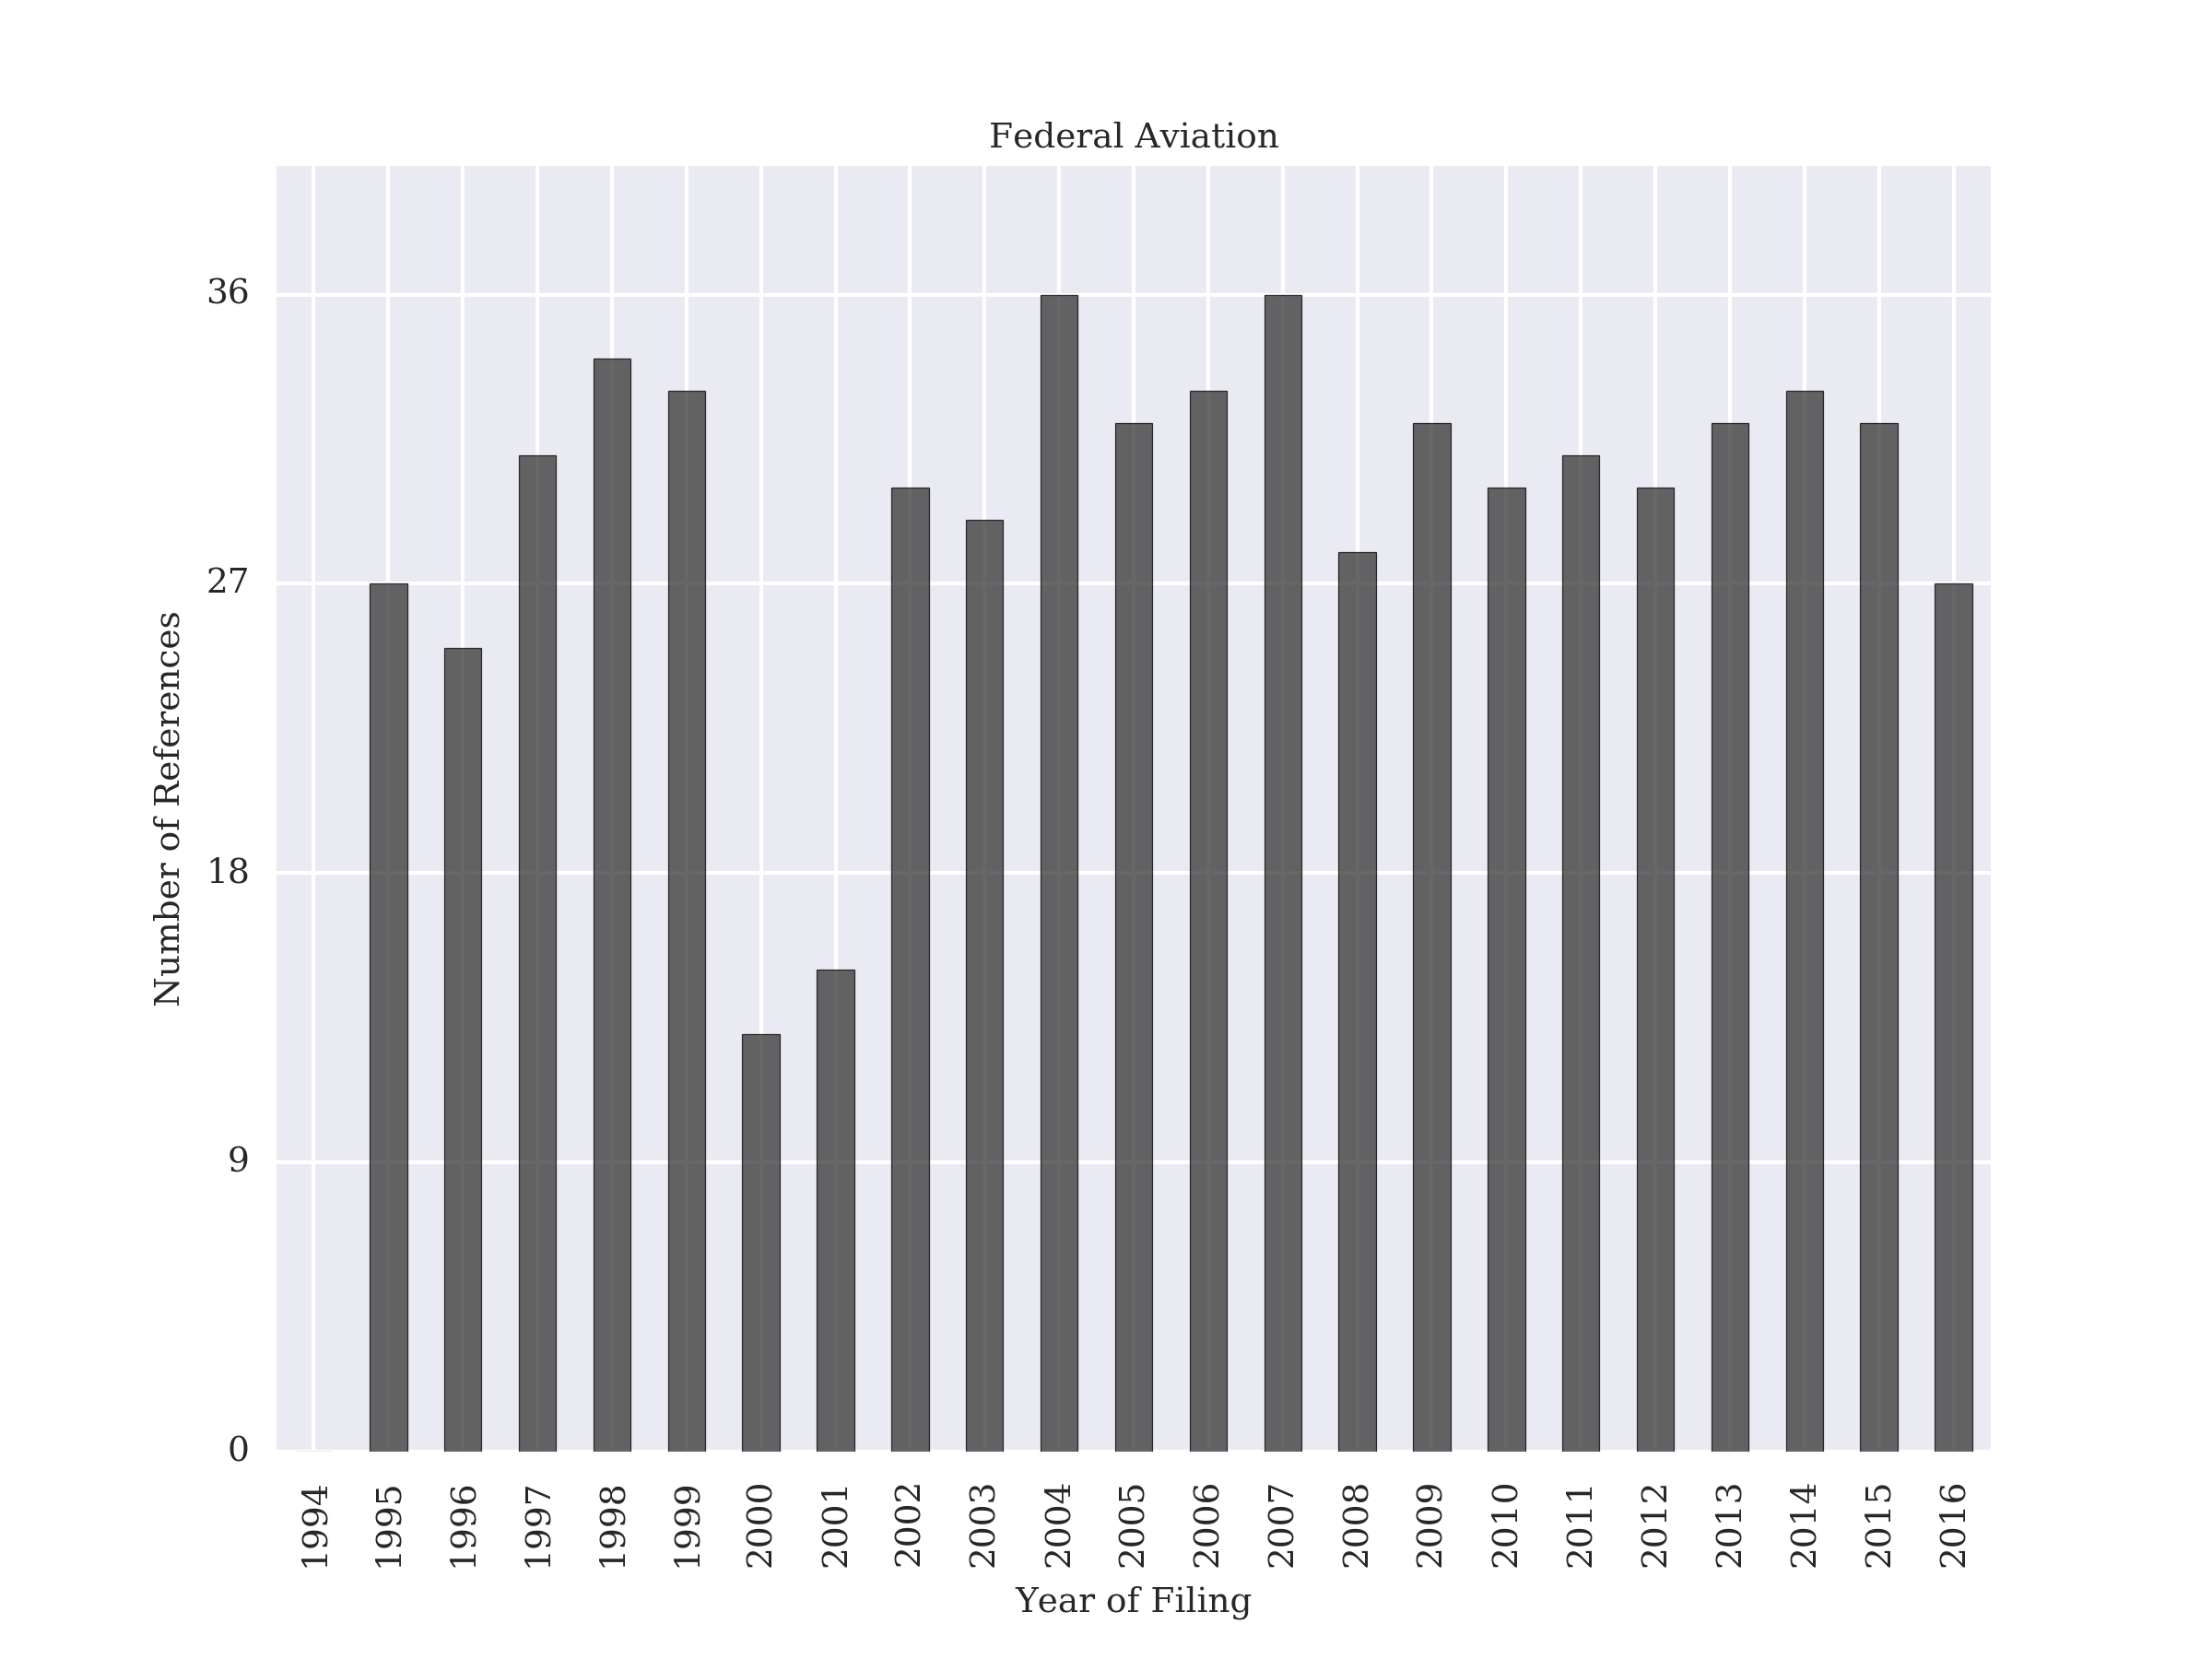 Federal Aviation
Number of References
36
27
18
9
0
1994 1995 1996 1997 1998 1999 2000 2001 2002 2003 2004 2005 2006 2007 2008 2009 2010 2011 2012 2013 2014 2015 2016
Year of Filing